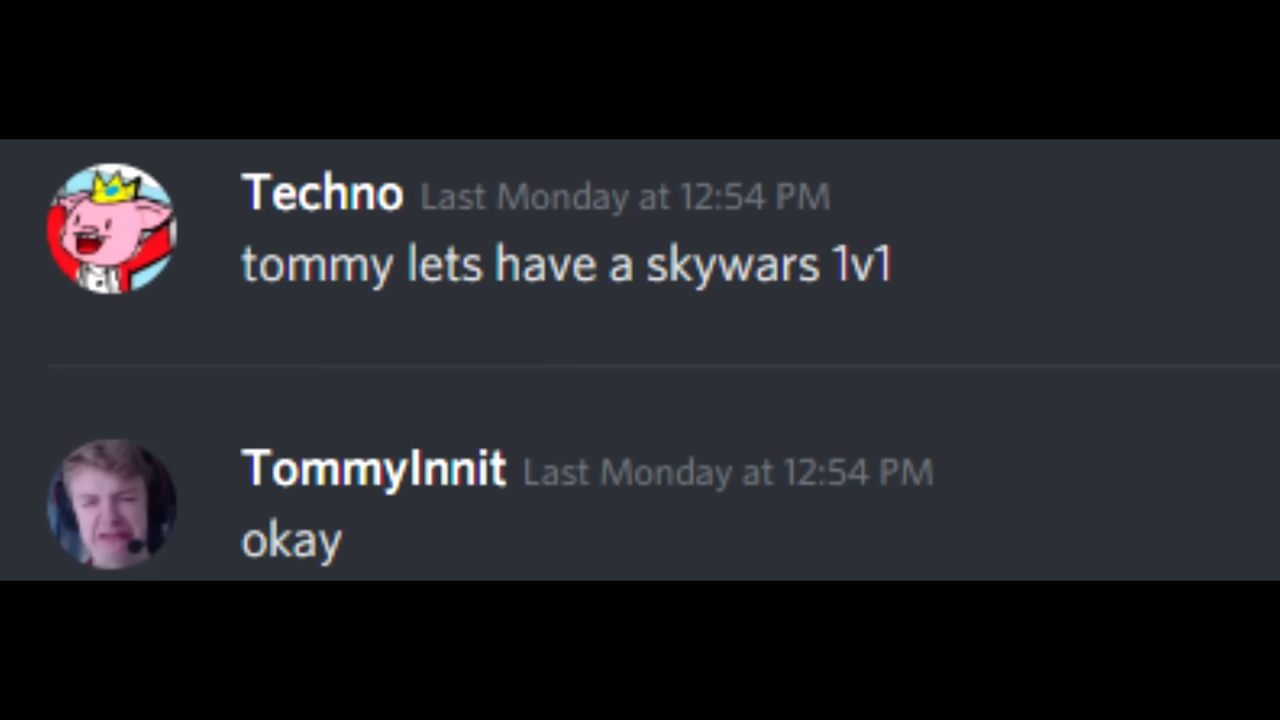 Techno Last Monday at 12:54 PM
tommy lets have a skywars 1v1
TommyInnit Last Monday at 12:54 PM
okay